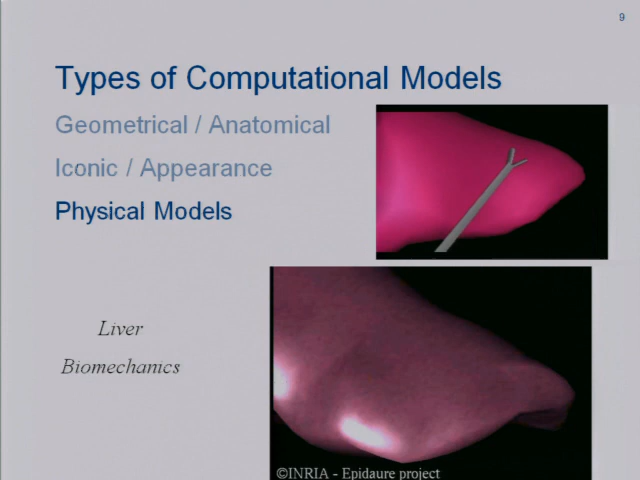 9
Types of Computational Models
Geometrical / Anatomical
Iconic / Appearance
Physical Models
Liver
Biomechanics
©INRIA - Epidaure project